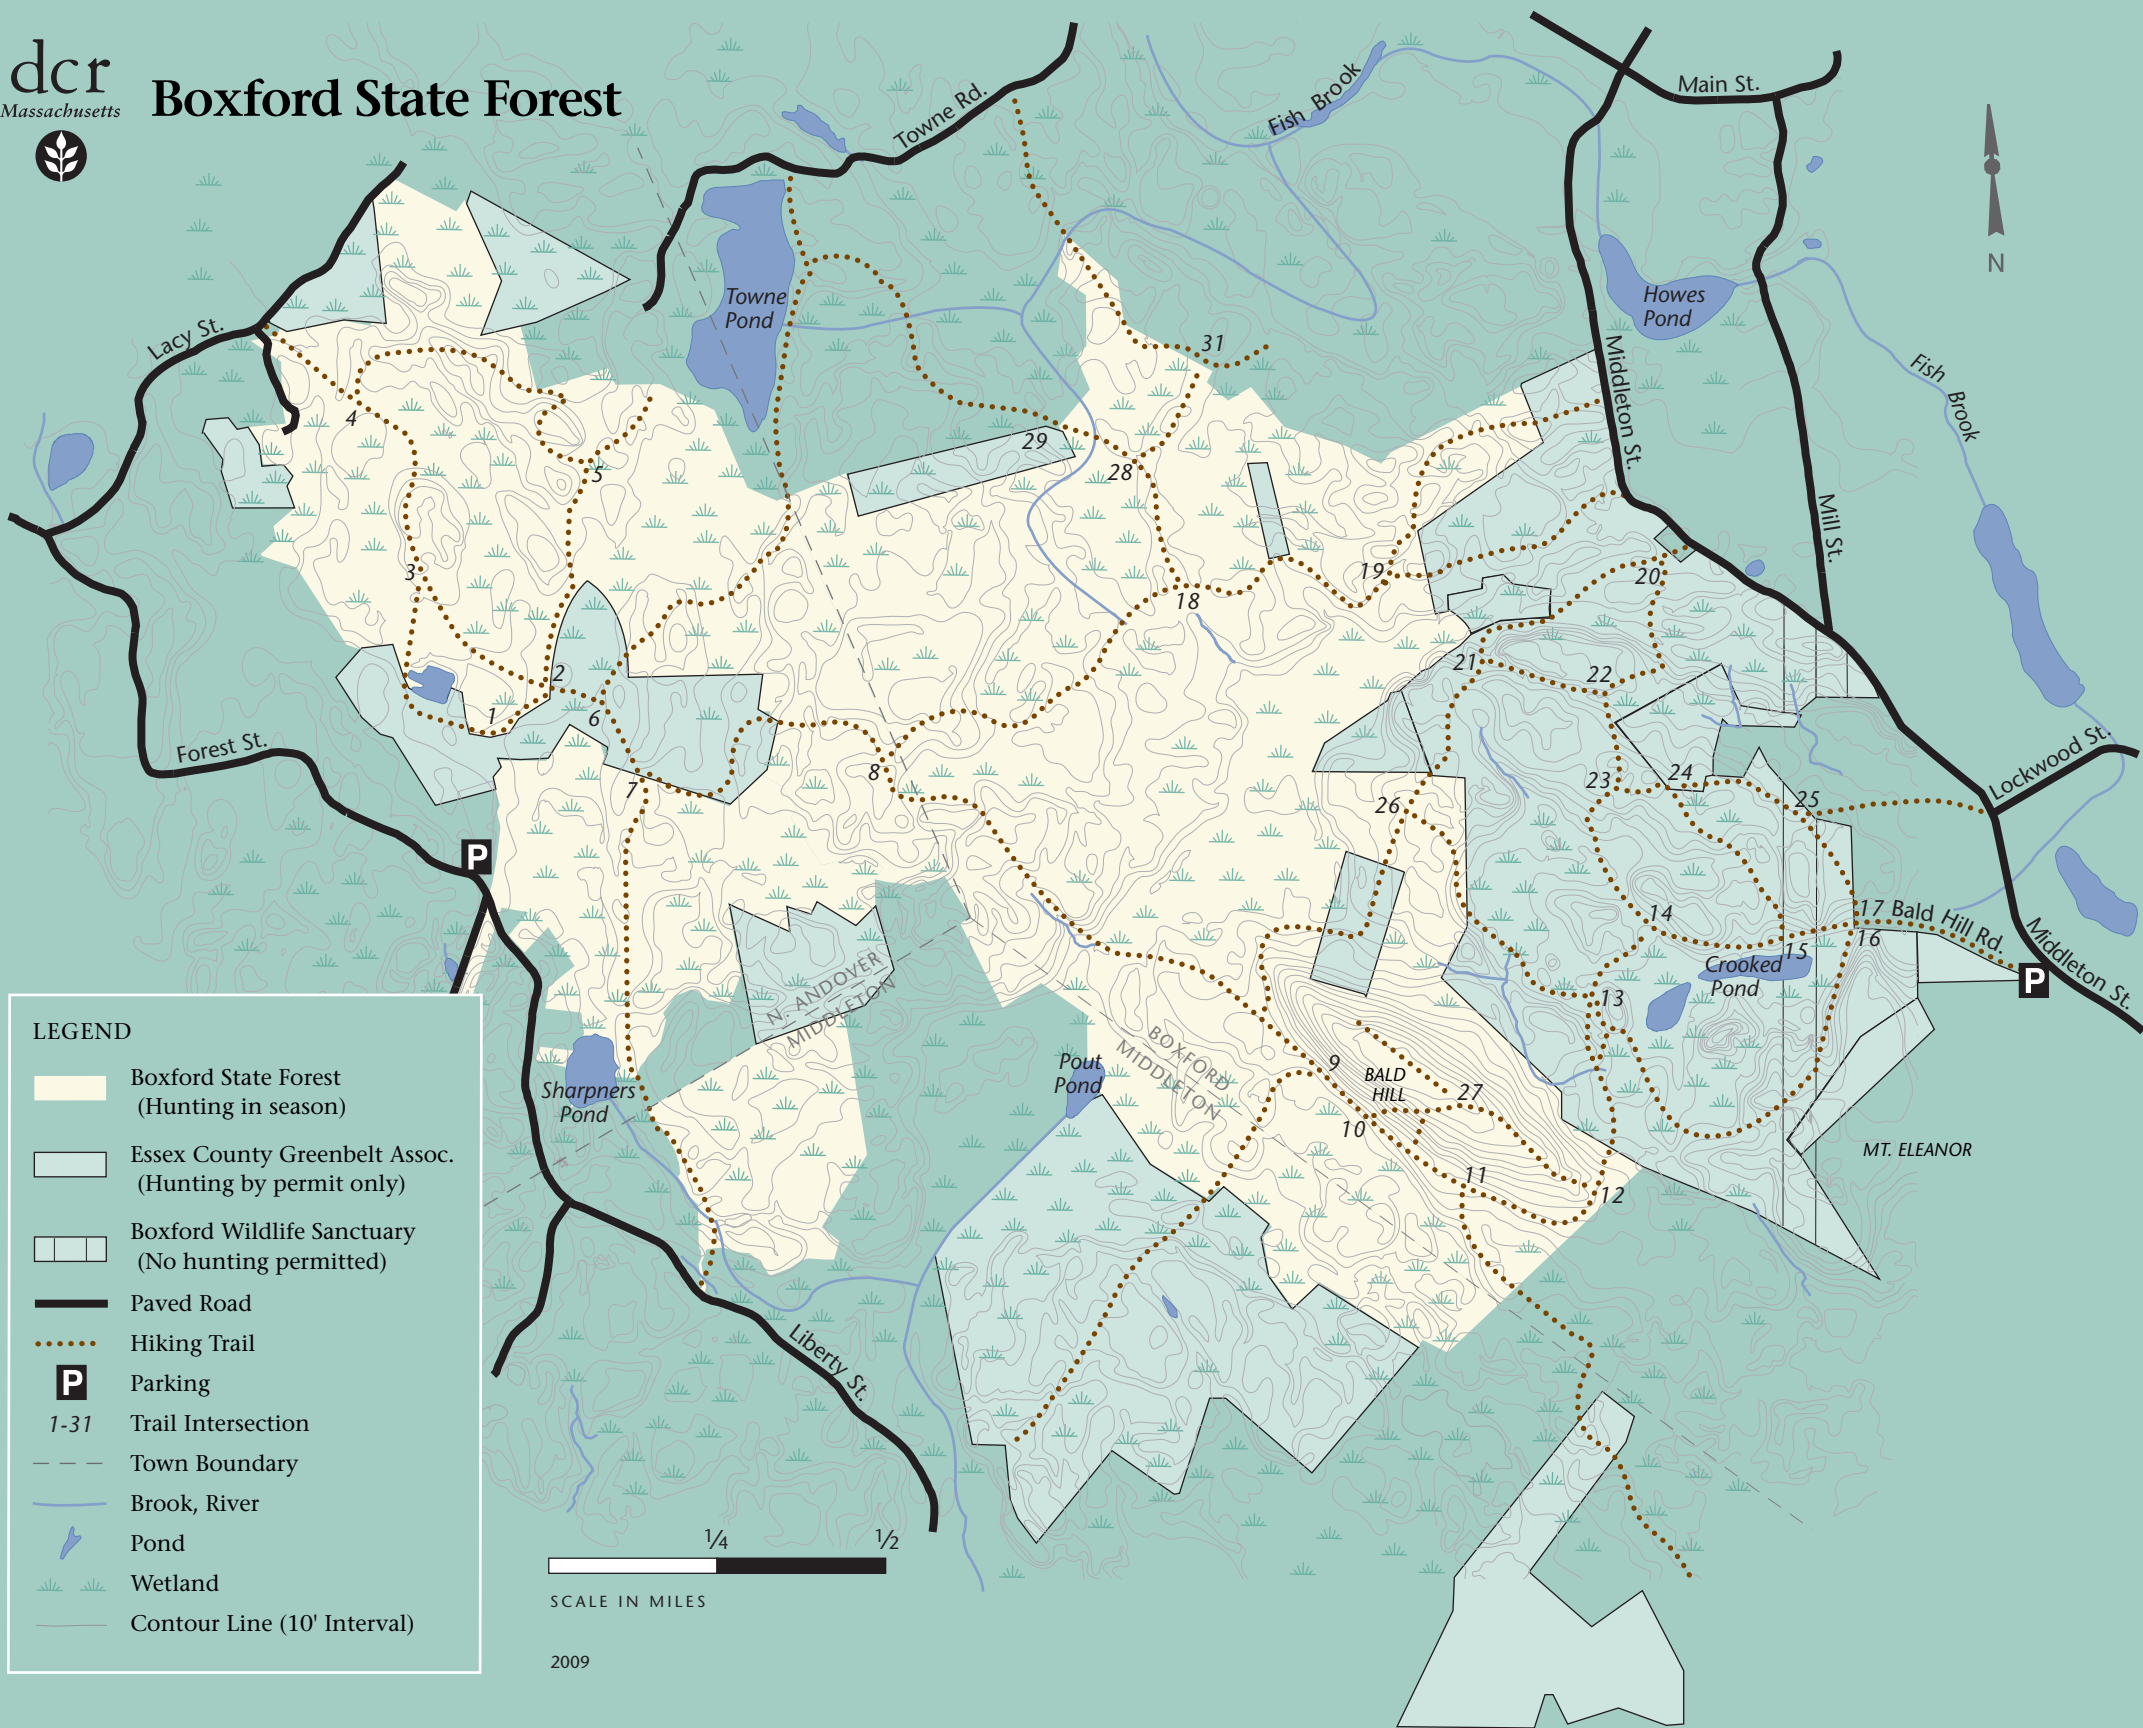 dcr
Massachusetts
Boxford State Forest
Towne Rd.
Fish Brook
Main St.
N
Towne
Pond
Howes
Pond
Lacy St.
31
Middleton St.
Fish
Brook
4
29
28
5
Mill St.
3
19
20
18
2
21
22
1
6
Forest St.
7
8
23
24
25
26
Lockwood St.
P
14
17
Bald Hill Rd.
16
15
Crooked
Pond
P
Middleton St.
13
N. ANDOVER
MIDDLETON
BOXFORD
MIDDLETON
Pout
Pond
Sharpners
Pond
9
BALD
HILL
27
10
11
12
MT. ELEANOR
Liberty St.
LEGEND
Boxford State Forest
(Hunting in season)
Essex County Greenbelt Assoc.
(Hunting by permit only)
Boxford Wildlife Sanctuary
(No hunting permitted)
Paved Road
Hiking Trail
P Parking
1-31 Trail Intersection
Town Boundary
Brook, River
Pond
Wetland
Contour Line (10' Interval)
1/4 1/2
SCALE IN MILES
2009